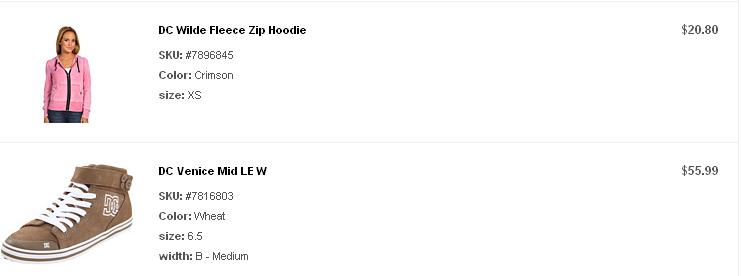 DC Wilde Fleece Zip Hoodie
$20.80
SKU: #7896845
Color: Crimson
size: XS
DC Venice Mid LE W
$55.99
SKU: #7816803
Color: Wheat
size: 6.5
width: B - Medium
DC